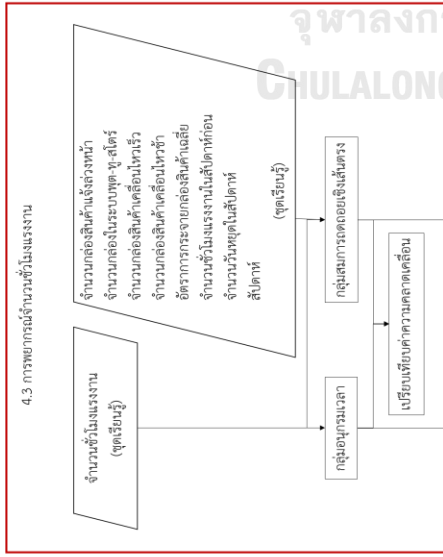 จุฬาลงกร
CHULALONG
4.3 การพยากรณ์จำนวนชั่วโมงแรงงาน
จำนวนชั่วโมงแรงงาน
(ชุดเรียนรู้)
จำนวนกล่องสินค้าแจ้งล่วงหน้า
จำนวนกล่องในระบบพุต-ทู-สโตร์
จำนวนกล่องสินค้าเคลื่อนไหวเร็ว
จำนวนกล่องสินค้าเคลื่อนไหวช้า
อัตราการกระจายกล่องสินค้าเฉลี่ย
จำนวนชั่วโมงแรงงานในสัปดาห์ก่อน
จำนวนวันหยุดในสัปดาห์
สัปดาห์
(ชุดเรียนรู้)
กลุ่มอนุกรมเวลา
กลุ่มสมการถดถอยเชิงเส้นตรง
เปรียบเทียบค่าความคลาดเคลื่อน